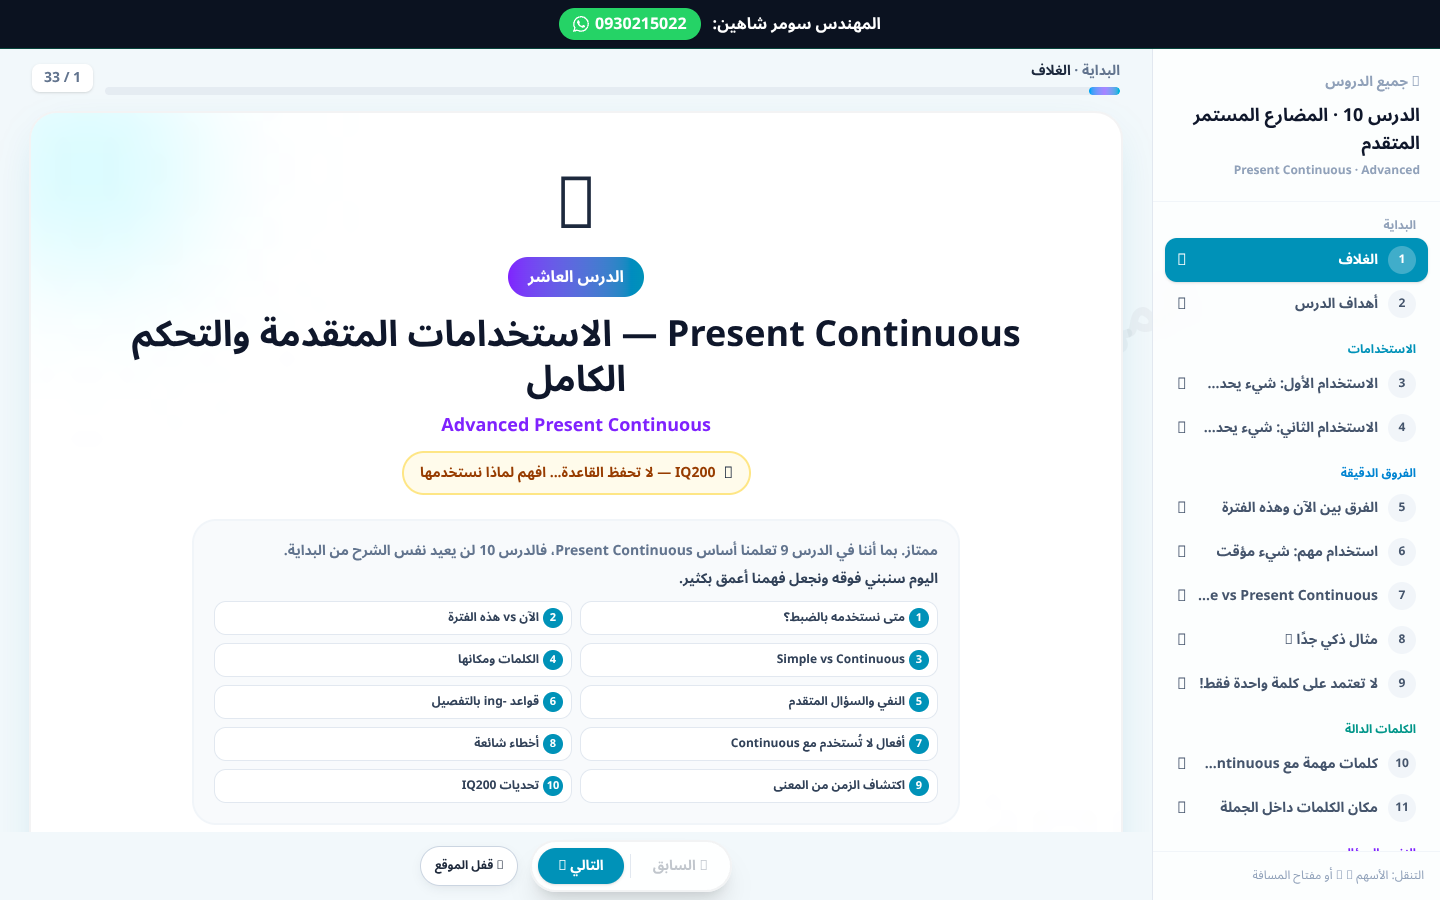 المهندس سومر شاهين: 0930215022
جميع الدروس
الدرس 10 · المضارع المستمر
المتقدم
Present Continuous · Advanced
البداية
1 الغلاف
2 أهداف الدرس
الاستخدامات
3 الاستخدام الأول: شيء يحد...
4 الاستخدام الثاني: شيء يحد...
الفروق الدقيقة
5 الفرق بين الآن وهذه الفترة
6 استخدام مهم: شيء مؤقت
7 e vs Present Continuous...
8 مثال ذكي جدًا
9 لا تعتمد على كلمة واحدة فقط!
الكلمات الدالة
10 كلمات مهمة مع ntinuous...
11 مكان الكلمات داخل الجملة
التنقل: الأسهم أو مفتاح المسافة
البداية · الغلاف
1 / 33
الدرس العاشر
Present Continuous — الاستخدامات المتقدمة والتحكم
الكامل
Advanced Present Continuous
IQ200 — لا تحفظ القاعدة... افهم لماذا نستخدمها
ممتاز. بما أننا في الدرس 9 تعلمنا أساس Present Continuous، فالدرس 10 لن يعيد نفس الشرح من البداية.
اليوم سنبني فوقه ونجعل فهمنا أعمق بكثير.
1 متى نستخدمه بالضبط؟
2 الآن vs هذه الفترة
3 Simple vs Continuous
4 الكلمات ومكانها
5 النفي والسؤال المتقدم
6 قواعد -ing بالتفصيل
7 أفعال لا تُستخدم مع Continuous
8 أخطاء شائعة
9 اكتشاف الزمن من المعنى
10 تحديات IQ200
السابق
التالي
قفل الموقع